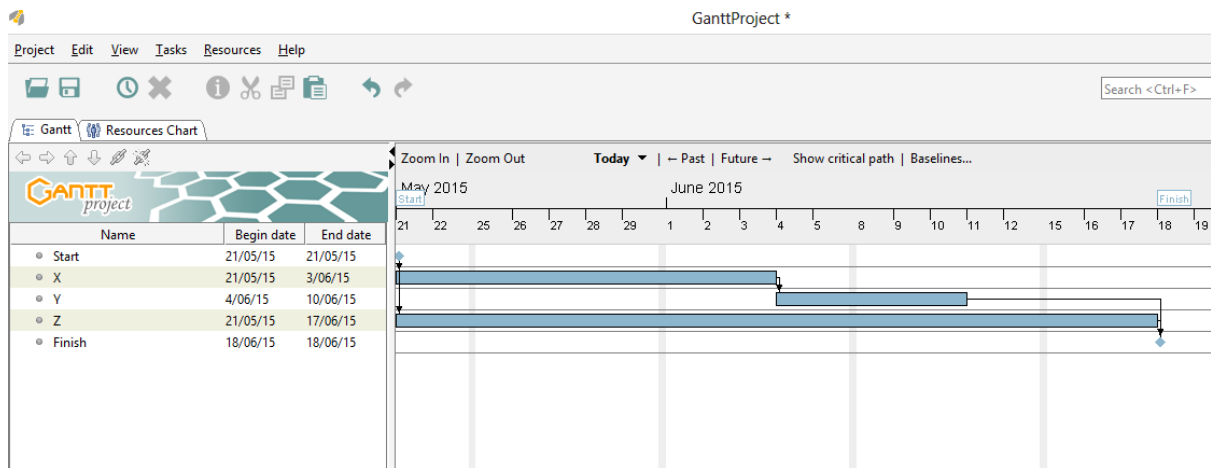 GanttProject *
Project Edit View Tasks Resources Help
Search <Ctrl+F>
Gantt Resources Chart
Zoom In | Zoom Out Today ▼ | ← Past | Future → Show critical path | Baselines...
GANTT project
May 2015 June 2015
Start Finish
21 22 25 26 27 28 29 1 2 3 4 5 8 9 10 11 12 15 16 17 18 19
Name Begin date End date
Start 21/05/15 21/05/15
X 21/05/15 3/06/15
Y 4/06/15 10/06/15
Z 21/05/15 17/06/15
Finish 18/06/15 18/06/15